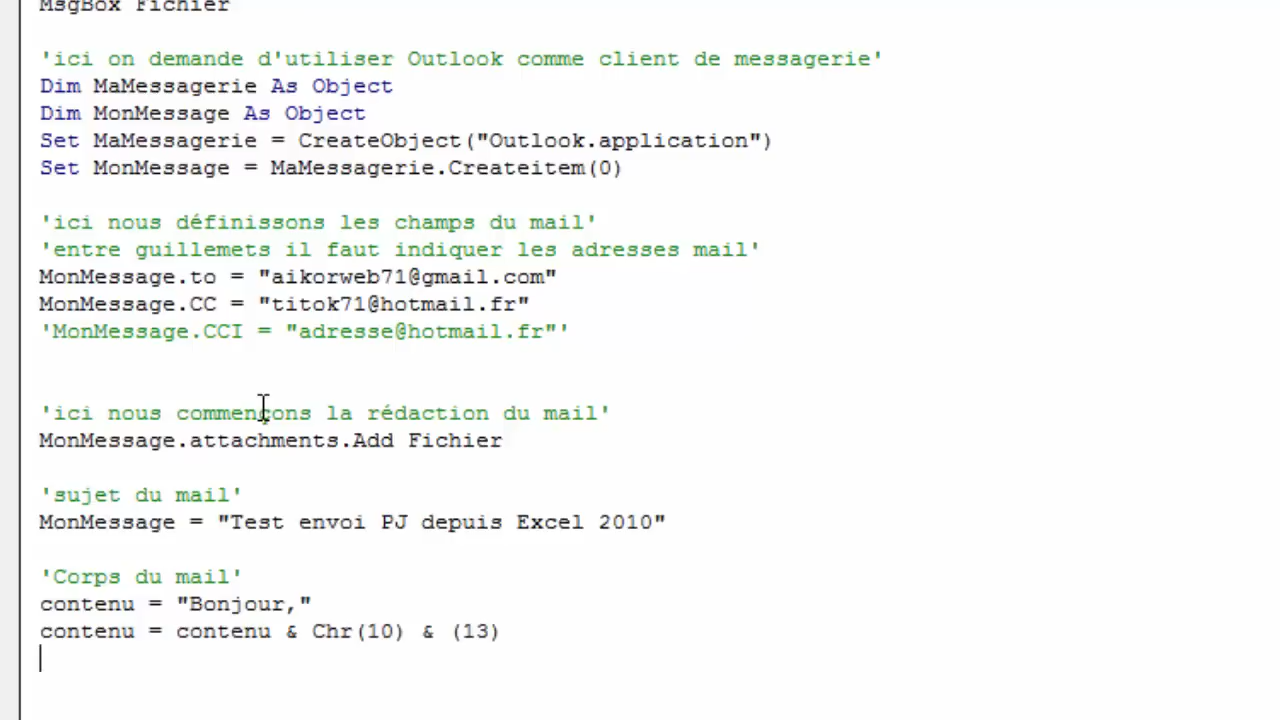 MsgBox Fichier
'ici on demande d'utiliser Outlook comme client de messagerie'
Dim MaMessagerie As Object
Dim MonMessage As Object
Set MaMessagerie = CreateObject("Outlook.application")
Set MonMessage = MaMessagerie.Createitem(0)
'ici nous définissons les champs du mail'
'entre guillemets il faut indiquer les adresses mail'
MonMessage.to = "aikorweb71@gmail.com"
MonMessage.CC = "titok71@hotmail.fr"
'MonMessage.CCI = "adresse@hotmail.fr"'
'ici nous commençons la rédaction du mail'
MonMessage.attachments.Add Fichier
'sujet du mail'
MonMessage = "Test envoi PJ depuis Excel 2010"
'Corps du mail'
contenu = "Bonjour,"
contenu = contenu & Chr(10) & (13)